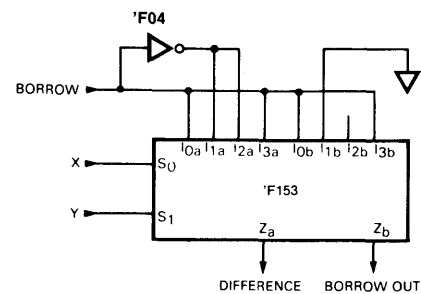 'F04
BORROW
I0a I1a I2a I3a I0b I1b I2b I3b
X
S0
'F153
Y
S1
Za Zb
DIFFERENCE BORROW OUT